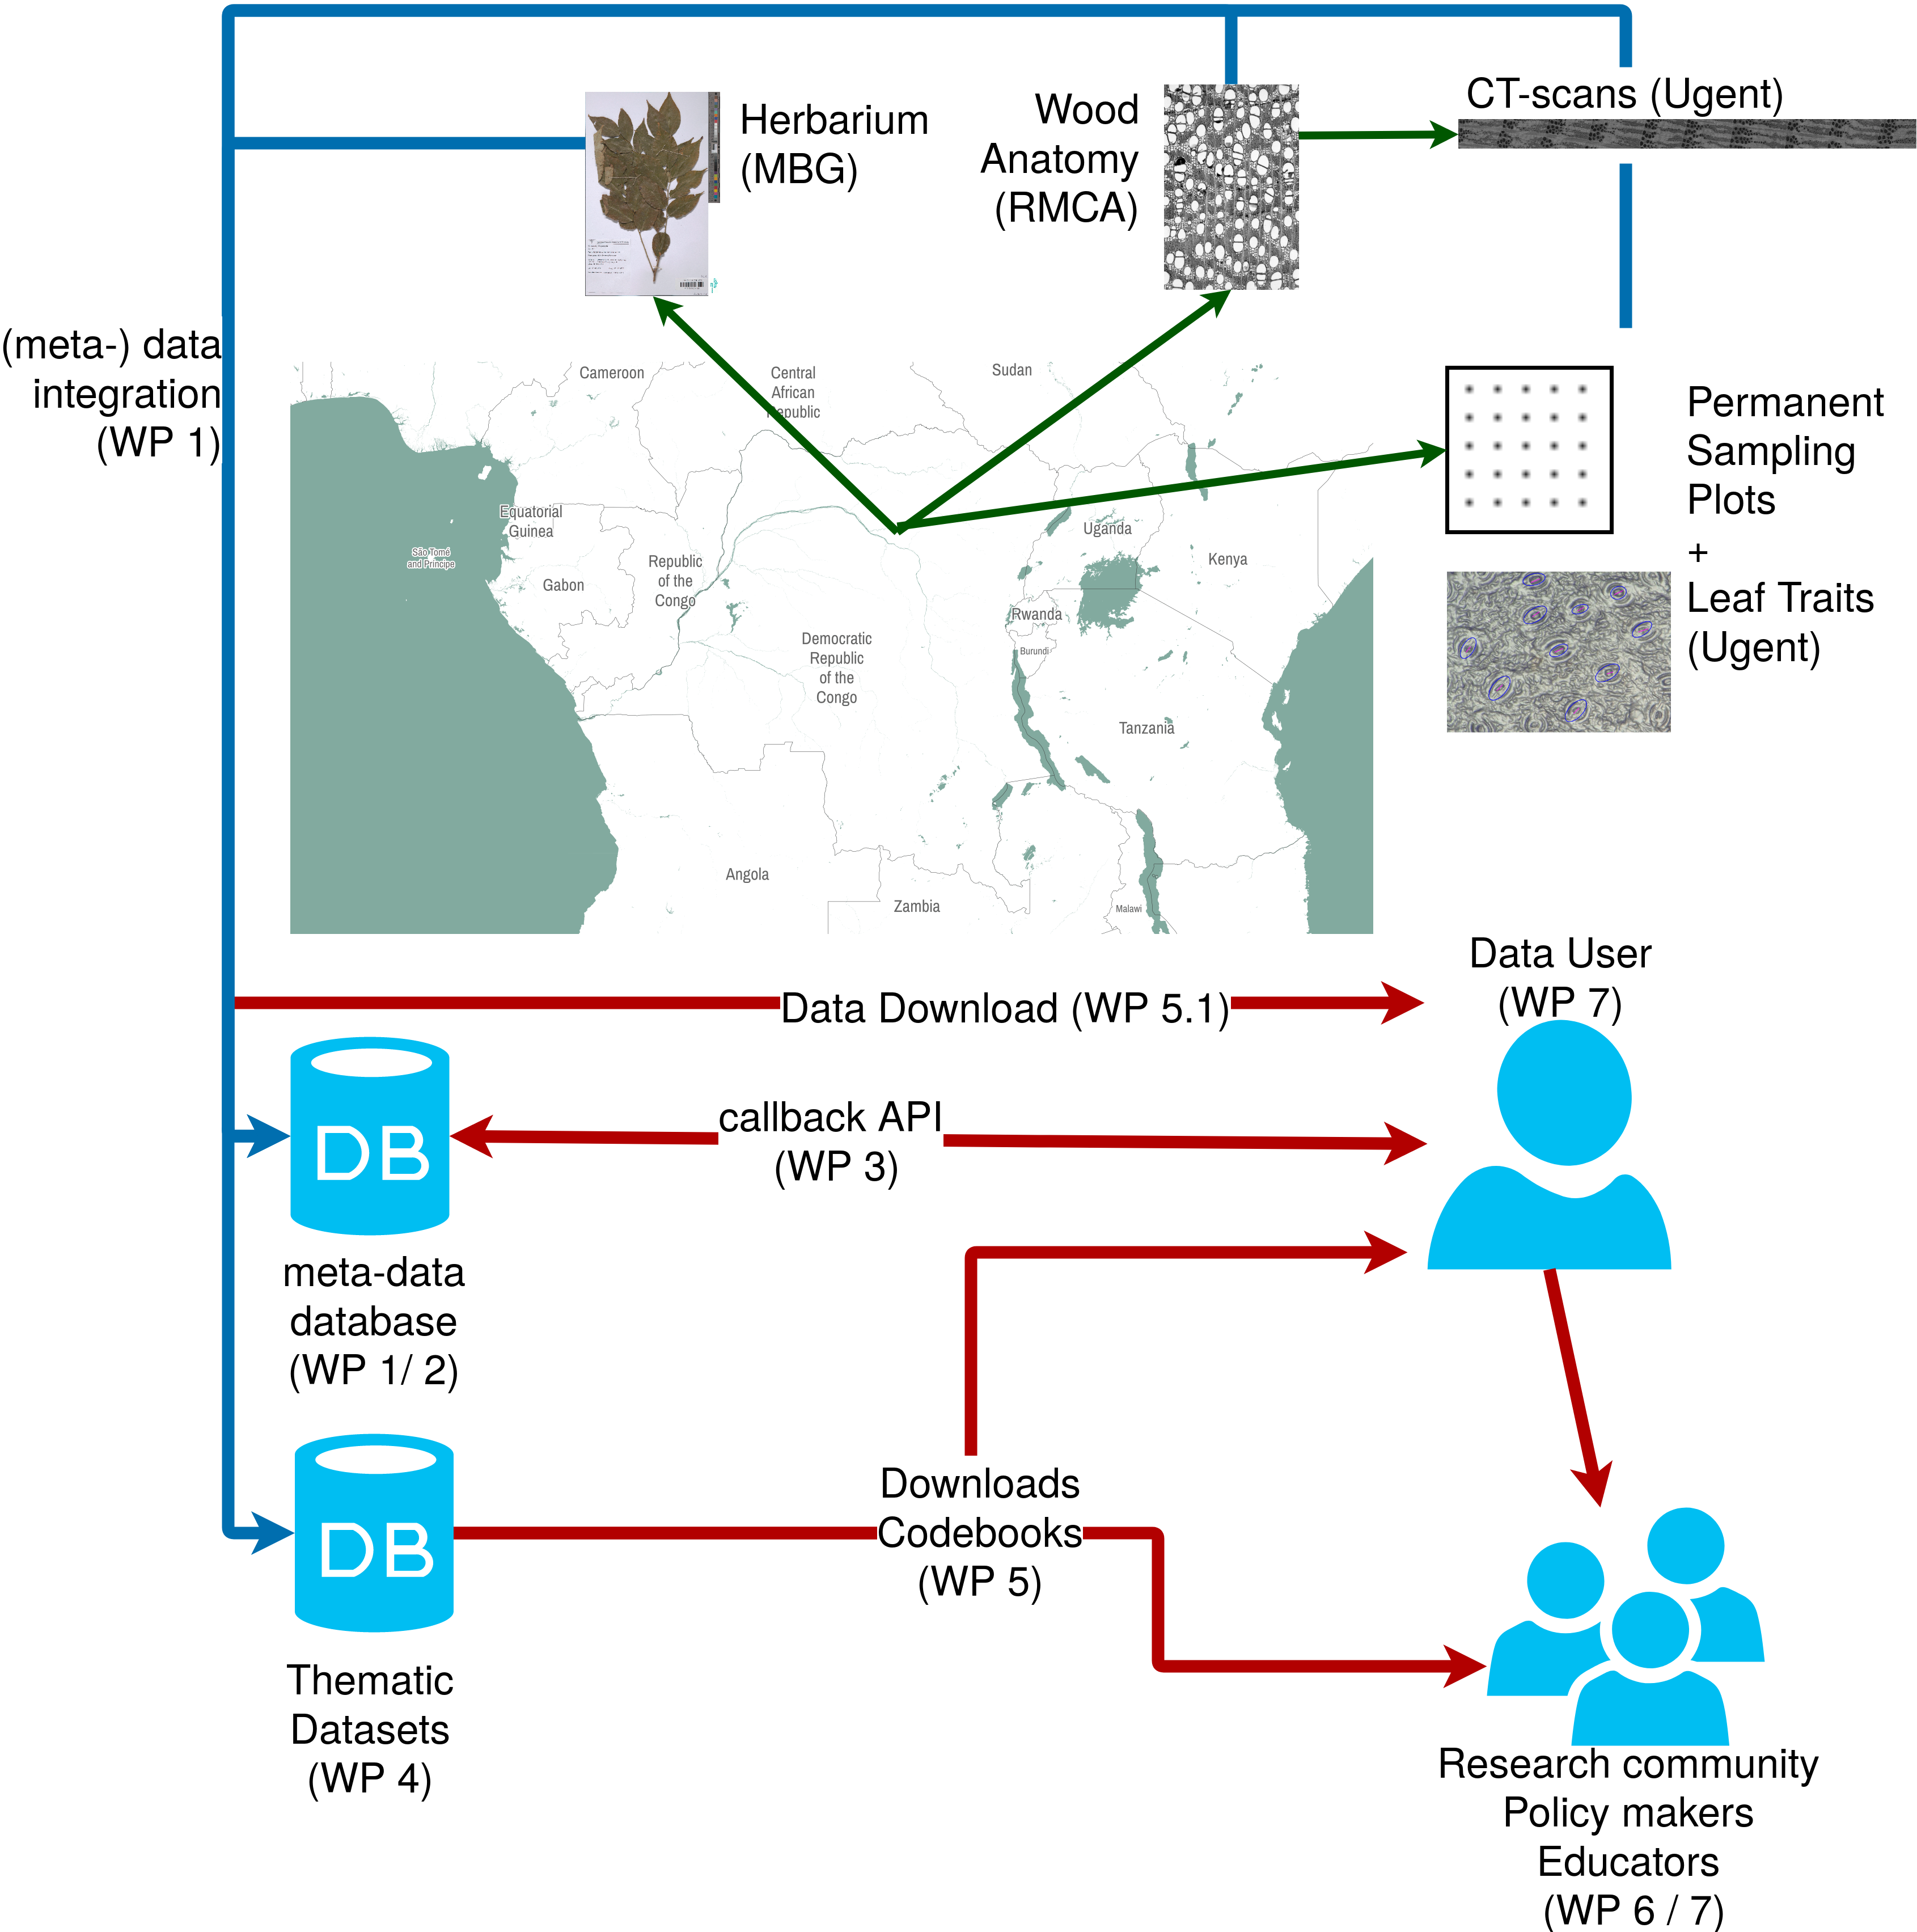 CT-scans (Ugent)
Herbarium
(MBG)
Wood
Anatomy
(RMCA)
(meta-) data
integration
(WP 1)
Cameroon
Central
African
Republic
Sudan
Equatorial
Guinea
São Tomé
and Príncipe
Gabon
Republic
of the
Congo
Uganda
Kenya
Rwanda
Burundi
Democratic
Republic
of the
Congo
Tanzania
Angola
Zambia
Malawi
Permanent
Sampling
Plots
+
Leaf Traits
(Ugent)
Data User
(WP 7)
Data Download (WP 5.1)
DB
callback API
(WP 3)
meta-data
database
(WP 1/ 2)
Downloads
Codebooks
(WP 5)
DB
Thematic
Datasets
(WP 4)
Research community
Policy makers
Educators
(WP 6 / 7)